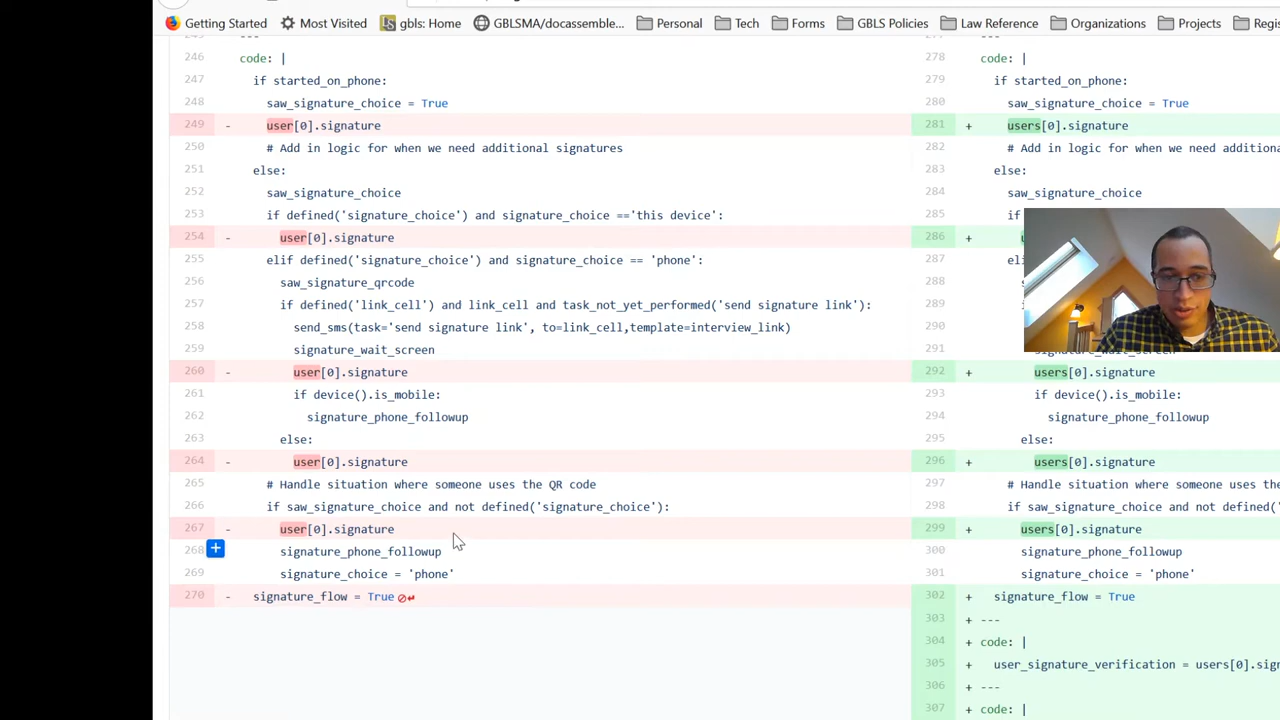 Getting Started Most Visited gbls: Home GBLSMA/docassemble... Personal Tech Forms GBLS Policies Law Reference Organizations Projects Regis
246 code: |
247 if started_on_phone:
248 saw_signature_choice = True
249 - user[0].signature
250 # Add in logic for when we need additional signatures
251 else:
252 saw_signature_choice
253 if defined('signature_choice') and signature_choice =='this device':
254 - user[0].signature
255 elif defined('signature_choice') and signature_choice == 'phone':
256 saw_signature_qrcode
257 if defined('link_cell') and link_cell and task_not_yet_performed('send signature link'):
258 send_sms(task='send signature link', to=link_cell,template=interview_link)
259 signature_wait_screen
260 - user[0].signature
261 if device().is_mobile:
262 signature_phone_followup
263 else:
264 - user[0].signature
265 # Handle situation where someone uses the QR code
266 if saw_signature_choice and not defined('signature_choice'):
267 - user[0].signature
268 signature_phone_followup
269 signature_choice = 'phone'
270 - signature_flow = True
278 code: |
279 if started_on_phone:
280 saw_signature_choice = True
281 + users[0].signature
282 # Add in logic for when we need additiona
283 else:
284 saw_signature_choice
285 if
286 +
287
288
289
290
291 signature_wait_screen
292 + users[0].signature
293 if device().is_mobile:
294 signature_phone_followup
295 else:
296 + users[0].signature
297 # Handle situation where someone uses the
298 if saw_signature_choice and not defined('
299 + users[0].signature
300 signature_phone_followup
301 signature_choice = 'phone'
302 + signature_flow = True
303 + ---
304 + code: |
305 + user_signature_verification = users[0].sign
306 + ---
307 + code: |